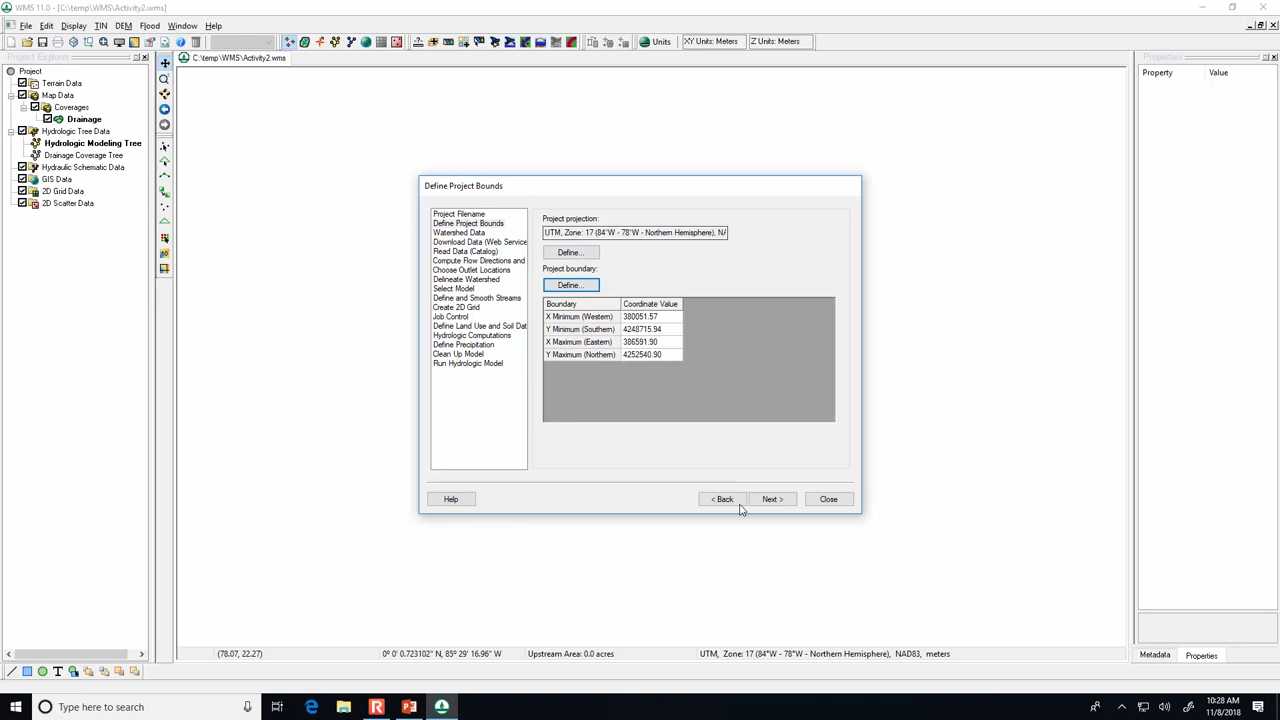 WMS 11.0 - [C:\temp\WMS\Activity2.wms]
File Edit Display TIN DEM Flood Window Help
Units XY Units: Meters Z Units: Meters
Project Explorer
C:\temp\WMS\Activity2.wms
Properties
Project
Terrain Data
Map Data
Coverages
Drainage
Hydrologic Tree Data
Hydrologic Modeling Tree
Drainage Coverage Tree
Hydraulic Schematic Data
GIS Data
2D Grid Data
2D Scatter Data
Property Value
Define Project Bounds
Project Filename
Define Project Bounds
Watershed Data
Download Data (Web Service
Read Data (Catalog)
Compute Flow Directions and
Choose Outlet Locations
Delineate Watershed
Select Model
Define and Smooth Streams
Create 2D Grid
Job Control
Define Land Use and Soil Dat
Hydrologic Computations
Define Precipitation
Clean Up Model
Run Hydrologic Model
Project projection:
UTM, Zone: 17 (84°W - 78°W - Northern Hemisphere), NA
Define...
Project boundary:
Define...
Boundary Coordinate Value
X Minimum (Western) 380051.57
Y Minimum (Southern) 4248715.94
X Maximum (Eastern) 386591.90
Y Maximum (Northern) 4252540.90
Help < Back Next > Close
(78.07, 22.27) 0º 0' 0.723102" N, 85º 29' 16.96" W Upstream Area: 0.0 acres UTM, Zone: 17 (84°W - 78°W - Northern Hemisphere), NAD83, meters
Metadata Properties
Type here to search
10:28 AM
11/8/2018